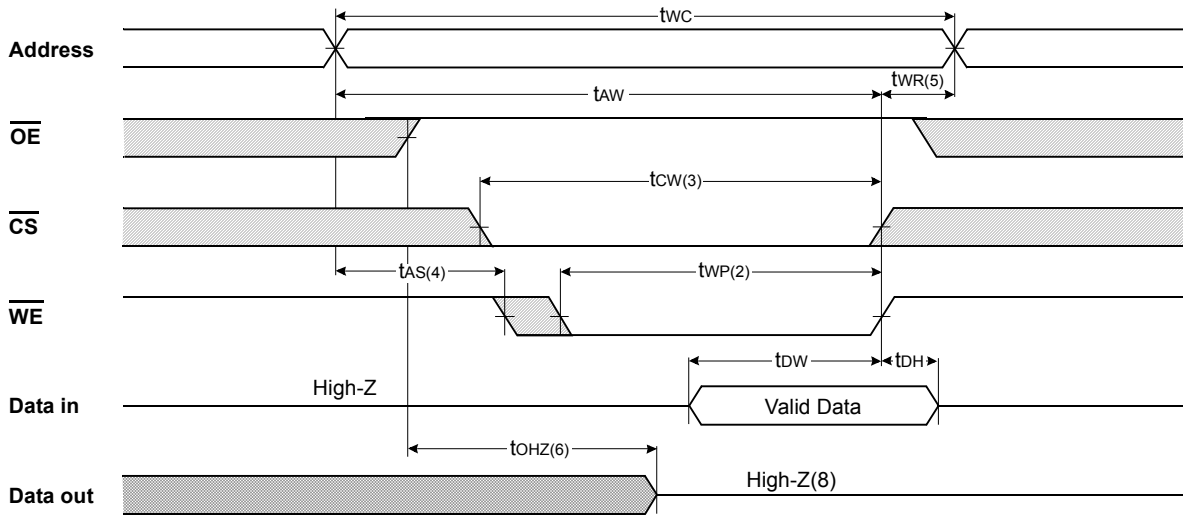 tWC
Address
tWR(5)
tAW
OE
tCW(3)
CS
tAS(4)
tWP(2)
WE
tDW
tDH
High-Z
Data in
Valid Data
tOHZ(6)
High-Z(8)
Data out